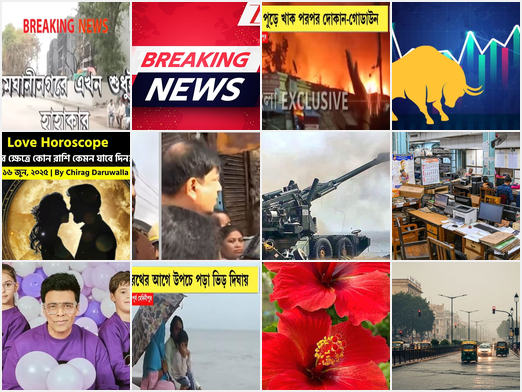 BREAKING NEWS
এখন শুধু
হাহাকার
BREAKING
NEWS
পুড়ে খাক পরপর দোকান-গোডাউন
লা EXCLUSIVE
Love Horoscope
র ক্ষেত্রে কোন রাশি কেমন যাবে দিন
১৬ জুন, ২০২৫ | By Chirag Daruwalla
রথের আগে উপচে পড়া ভিড় দিঘায়
পূর্ব মেদিনীপুর